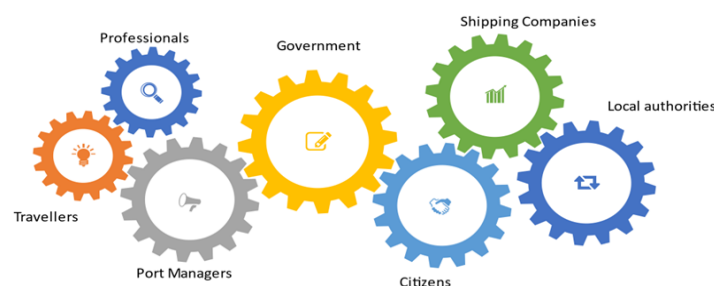 Shipping Companies
Professionals
Government
Local authorities
Travellers
Port Managers
Citizens